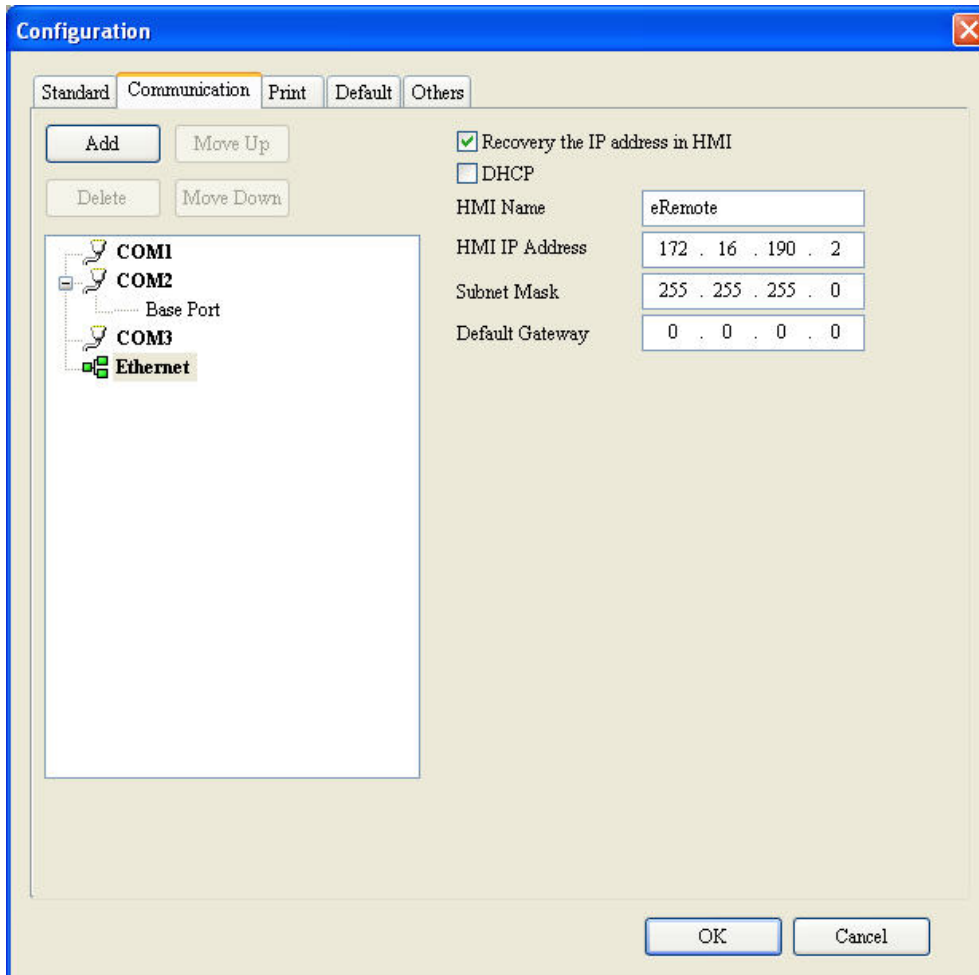 Configuration
Standard Communication Print Default Others
Add Move Up
Delete Move Down
COM1
COM2
Base Port
COM3
Ethernet
Recovery the IP address in HMI
DHCP
HMI Name eRemote
HMI IP Address 172 . 16 . 190 . 2
Subnet Mask 255 . 255 . 255 . 0
Default Gateway 0 . 0 . 0 . 0
OK Cancel